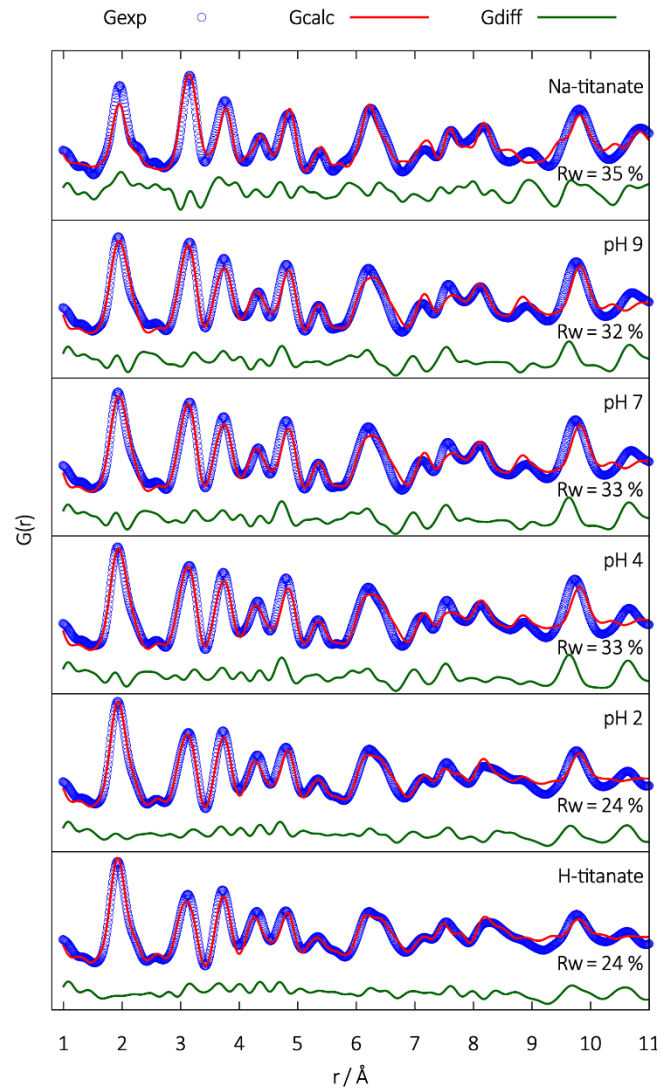 Gexp Gcalc Gdiff
Na-titanate
Rw = 35 %
pH 9
Rw = 32 %
pH 7
Rw = 33 %
pH 4
Rw = 33 %
pH 2
Rw = 24 %
H-titanate
Rw = 24 %
G(r)
1 2 3 4 5 6 7 8 9 10 11
r / Å